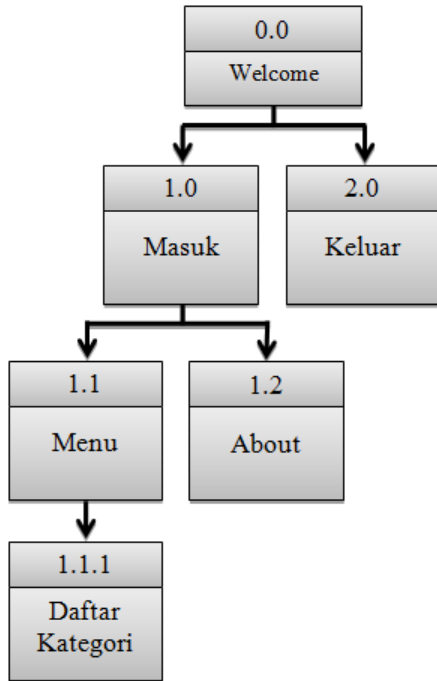 0.0
Welcome
1.0
Masuk
2.0
Keluar
1.1
Menu
1.2
About
1.1.1
Daftar
Kategori